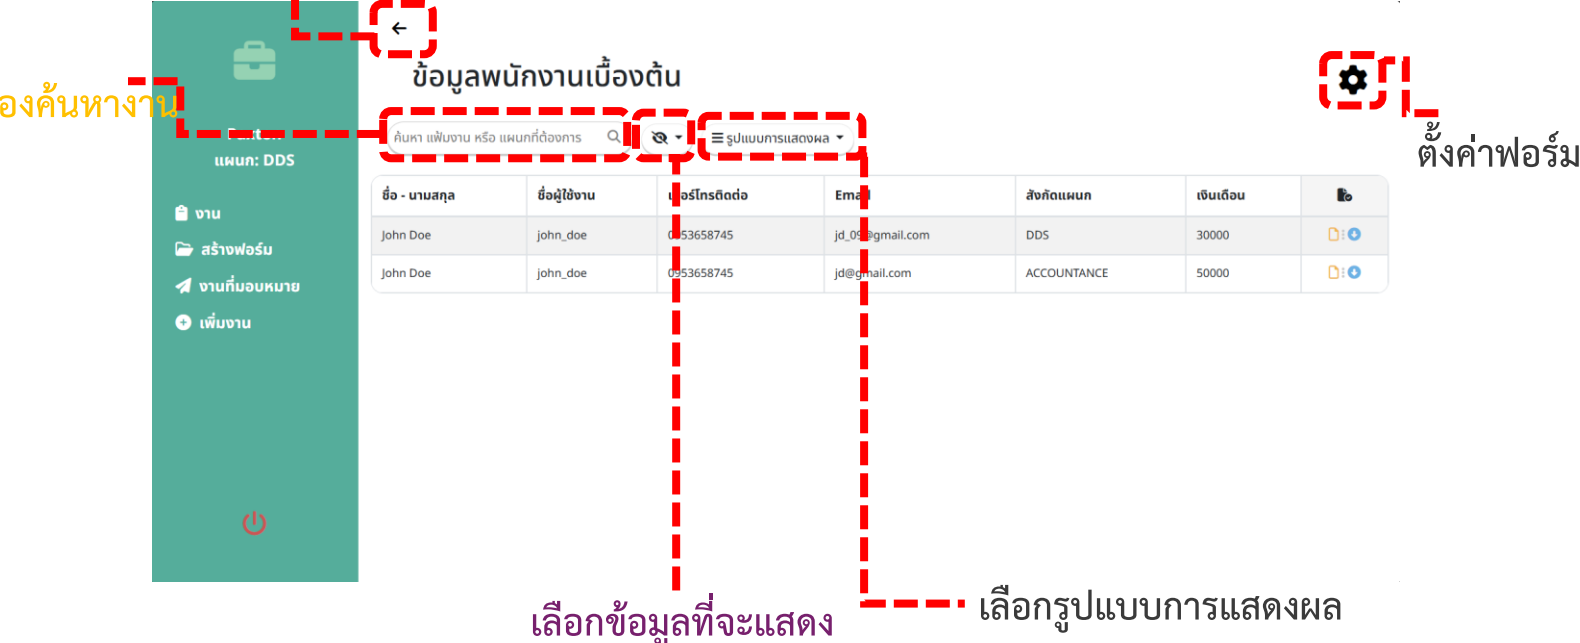 ข้อมูลพนักงานเบื้องต้น
องค้นหางาน
แผนก: DDS
ค้นหา แฟ้มงาน หรือ แผนกที่ต้องการ
รูปแบบการแสดงผล
ตั้งค่าฟอร์ม
ชื่อ - นามสกุล ชื่อผู้ใช้งาน สังกัดแผนก เงินเดือน
John Doe john_doe DDS 30000
John Doe john_doe jd@gmail.com ACCOUNTANCE 50000
งาน
สร้างฟอร์ม
งานที่มอบหมาย
เพิ่มงาน
เลือกรูปแบบการแสดงผล
เลือกข้อมูลที่จะแสดง